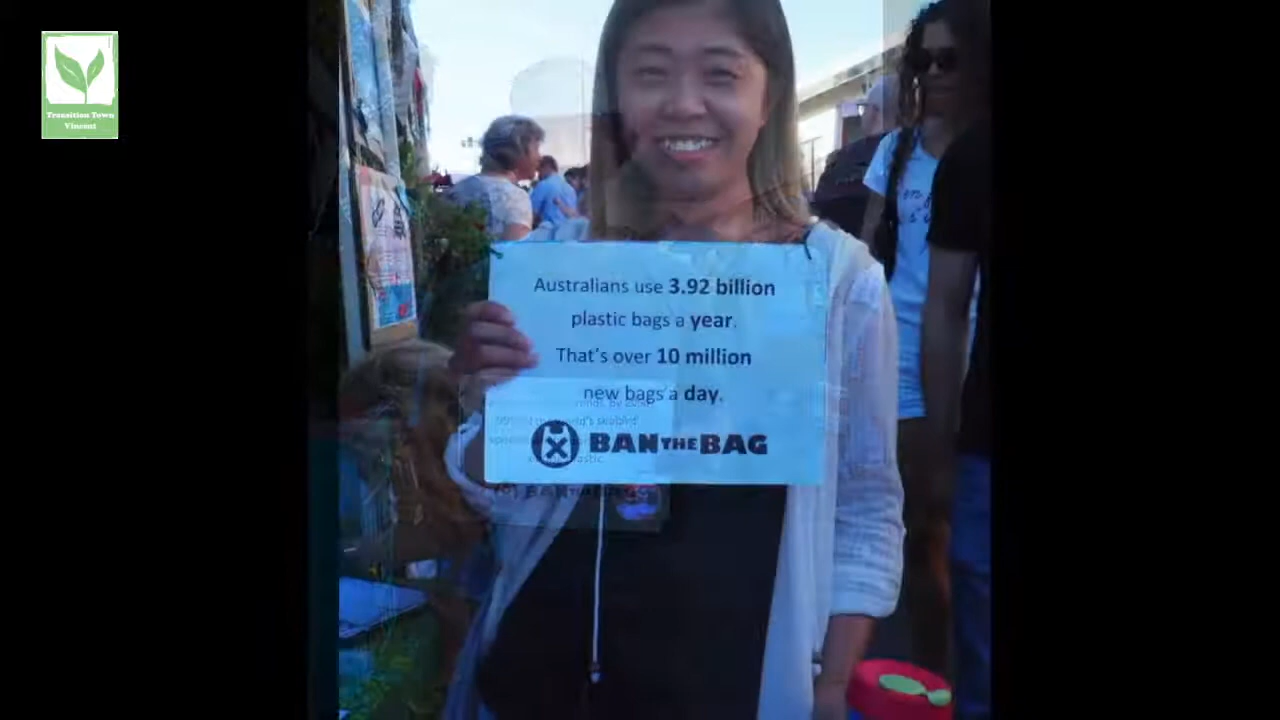 Transition Town
Vincent
Australians use 3.92 billion
plastic bags a year.
That's over 10 million
new bags a day.
BAN THE BAG